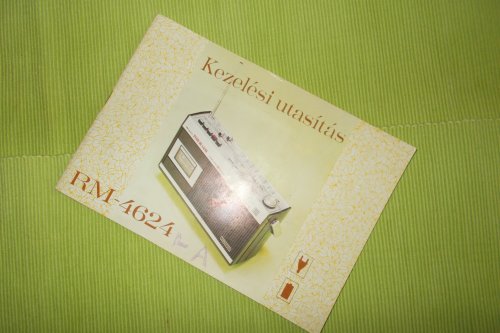 Kezelési utasítás
RM-4624
A